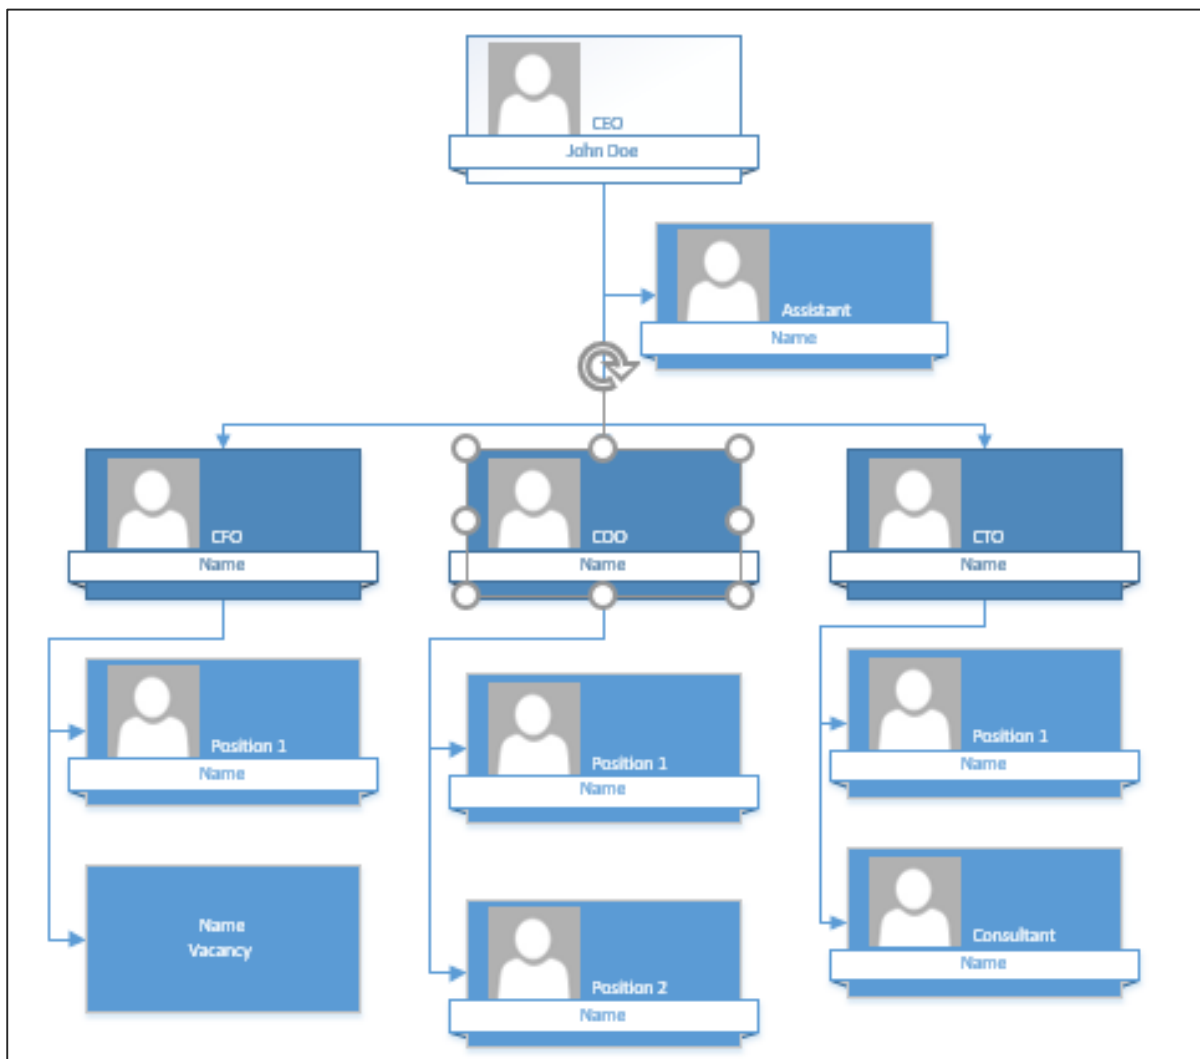 CEO
John Doe
Assistant
Name
CFO
Name
COO
Name
CTO
Name
Position 1
Name
Position 1
Name
Position 1
Name
Name
Vacancy
Position 2
Name
Consultant
Name